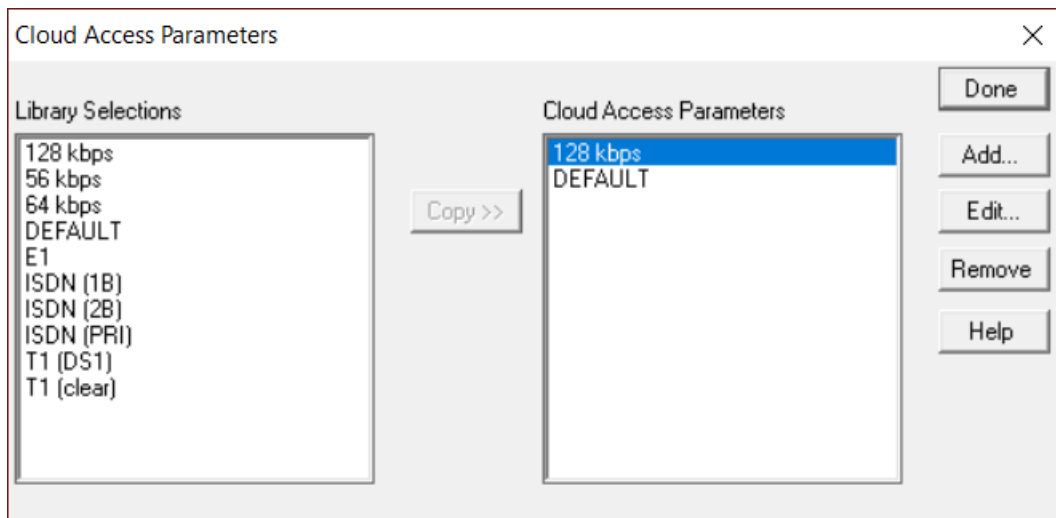 Cloud Access Parameters
Library Selections
128 kbps
56 kbps
64 kbps
DEFAULT
E1
ISDN (1B)
ISDN (2B)
ISDN (PRI)
T1 (DS1)
T1 (clear)
Copy >>
Cloud Access Parameters
128 kbps
DEFAULT
Done
Add...
Edit...
Remove
Help